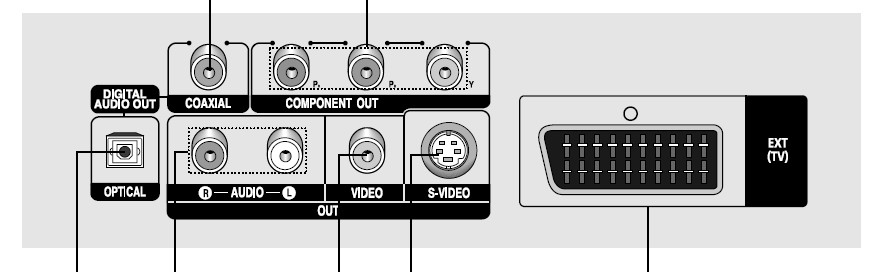 DIGITAL
AUDIO OUT
COAXIAL
COMPONENT OUT
Y
OPTICAL
R AUDIO L
VIDEO
S-VIDEO
OUT
EXT
(TV)